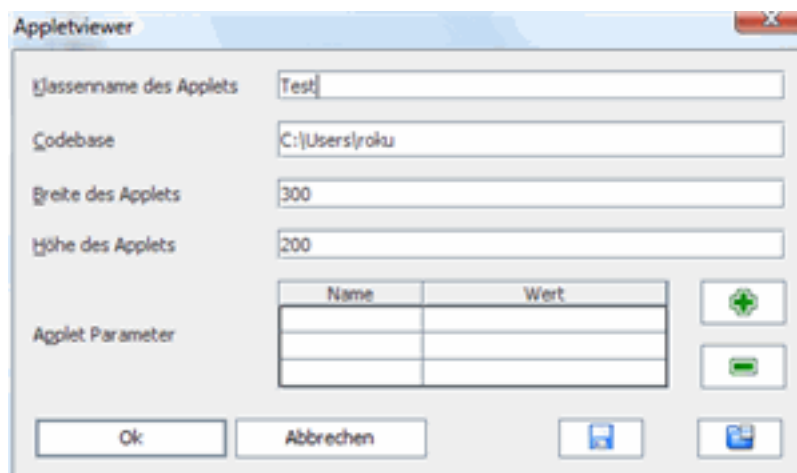 Appletviewer
Klassenname des Applets Test
Codebase C:\Users\roku
Breite des Applets 300
Höhe des Applets 200
Name Wert
Applet Parameter
Ok Abbrechen